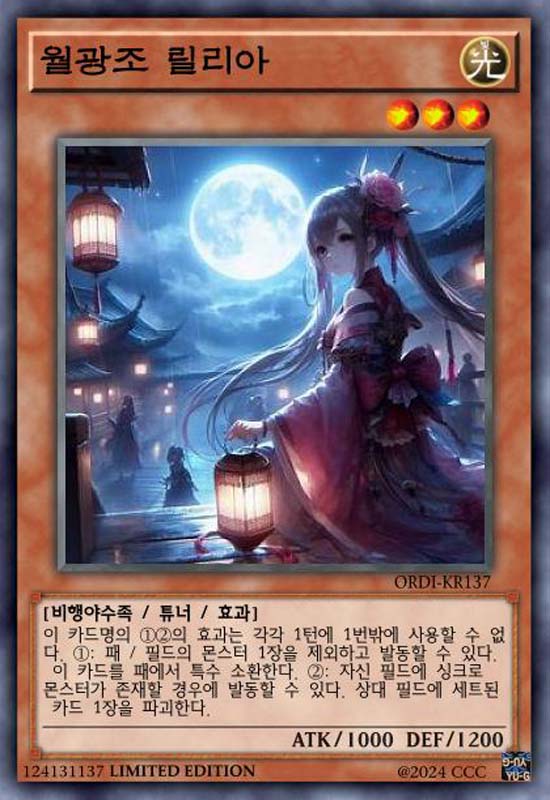 월광조 릴리아
빛
光
ORDI-KR137
[비행야수족 / 튜너 / 효과]
이 카드명의 ①②의 효과는 각각 1턴에 1번밖에 사용할 수 없
다. ①: 패 / 필드의 몬스터 1장을 제외하고 발동할 수 있다.
이 카드를 패에서 특수 소환한다. ②: 자신 필드에 싱크로
몬스터가 존재할 경우에 발동할 수 있다. 상대 필드에 세트된
카드 1장을 파괴한다.
ATK/1000 DEF/1200
124131137 LIMITED EDITION
@2024 CCC